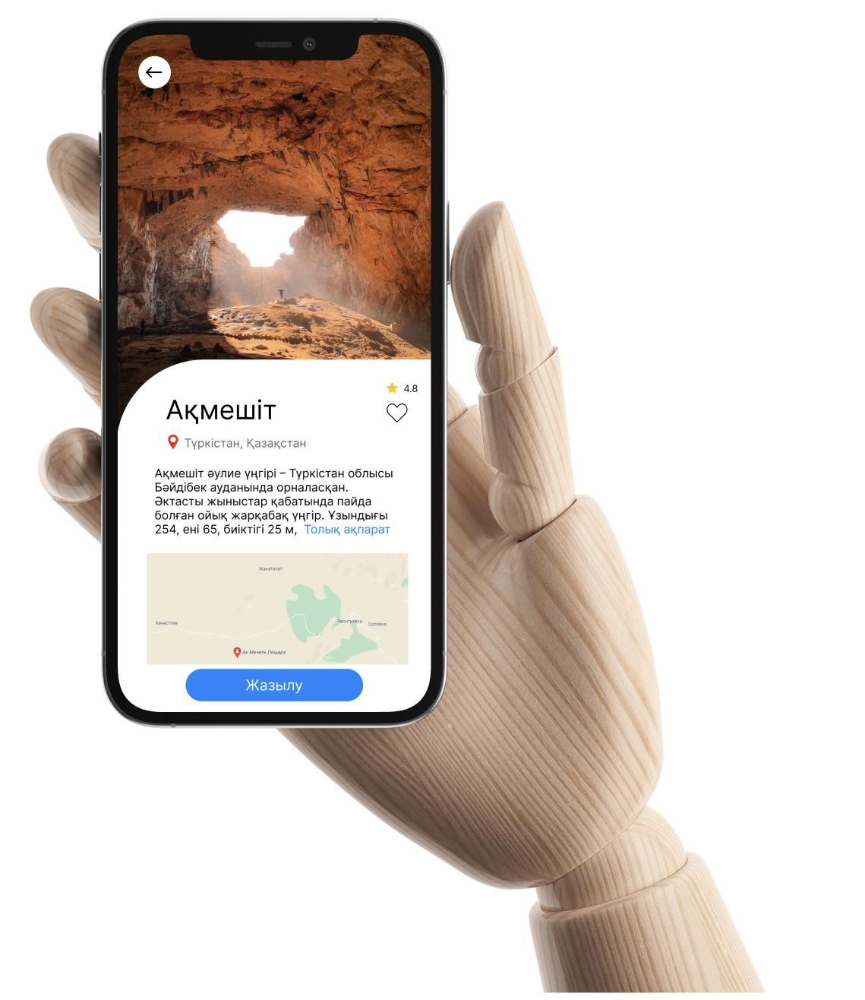 4.8
Ақмешіт
Түркістан, Қазақстан
Ақмешіт әулие үңгірі – Түркістан облысы
Бәйдібек ауданында орналасқан.
Әктасты жыныстар қабатында пайда
болған ойық жарқабақ үңгір. Ұзындығы
254, ені 65, биіктігі 25 м, Толық ақпарат
Жанаталап
Кенестобе
Леонтьевка
Орловка
Ак Мечеть Пещера
Жазылу